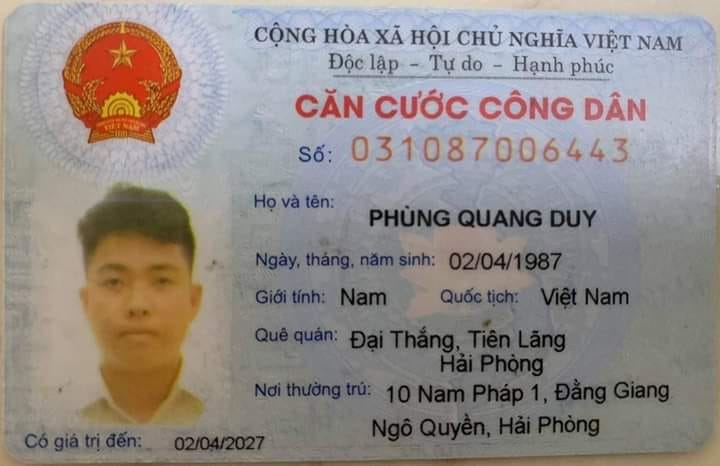 CỘNG HÒA XÃ HỘI CHỦ NGHĨA VIỆT NAM
Độc lập - Tự do - Hạnh phúc
CĂN CƯỚC CÔNG DÂN
Số: 031087006443
Họ và tên:
PHÙNG QUANG DUY
Ngày, tháng, năm sinh: 02/04/1987
Giới tính: Nam Quốc tịch: Việt Nam
Quê quán: Đại Thắng, Tiên Lãng
Hải Phòng
Nơi thường trú: 10 Nam Pháp 1, Đằng Giang
Ngô Quyền, Hải Phòng
Có giá trị đến: 02/04/2027
VIỆT NAM